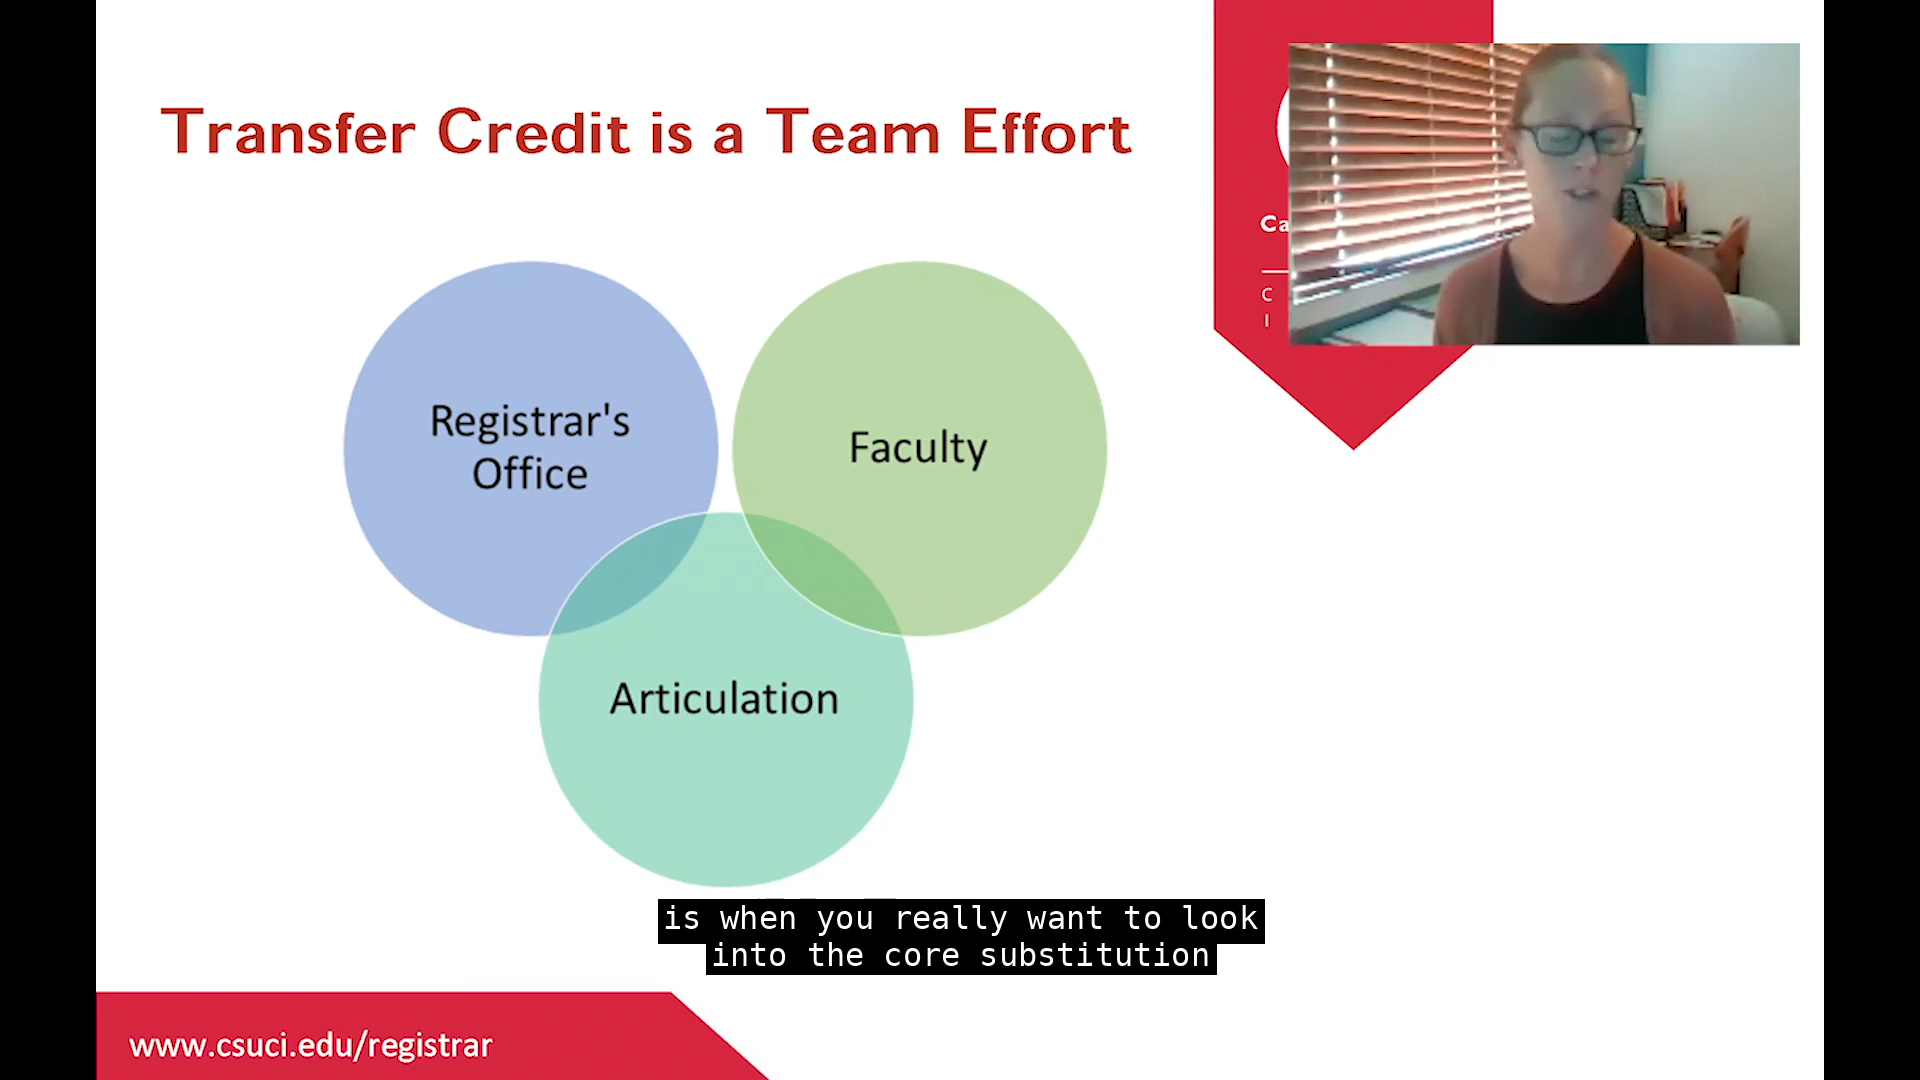 Transfer Credit is a Team Effort
Ca
C
I
Registrar's
Office
Faculty
Articulation
is when you really want to look
into the core substitution
www.csuci.edu/registrar